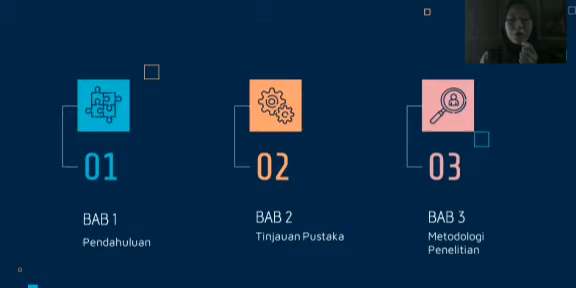 01
02
03
BAB 1
Pendahuluan
BAB 2
Tinjauan Pustaka
BAB 3
Metodologi
Penelitian